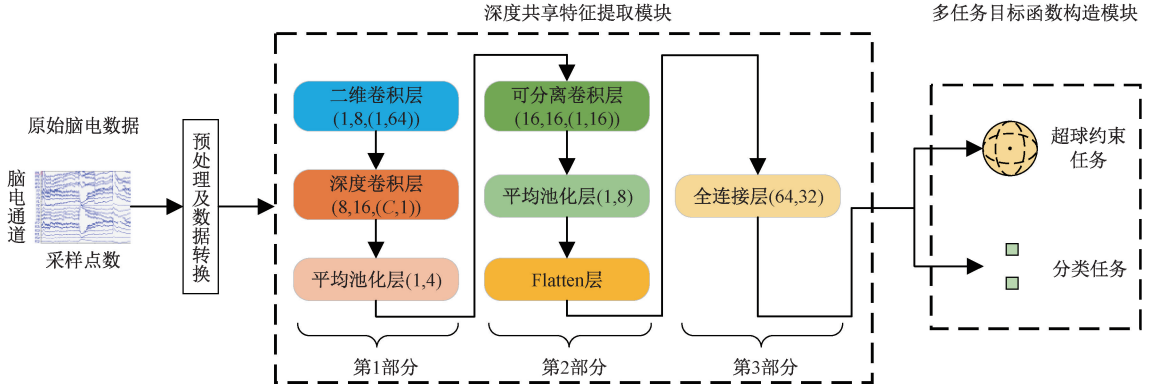 深度共享特征提取模块
多任务目标函数构造模块
原始脑电数据
脑电通道
采样点数
预处理及数据转换
二维卷积层
(1,8,(1,64))
深度卷积层
(8,16,(C,1))
平均池化层(1,4)
第1部分
可分离卷积层
(16,16,(1,16))
平均池化层(1,8)
Flatten层
第2部分
全连接层(64,32)
第3部分
超球约束
任务
分类任务